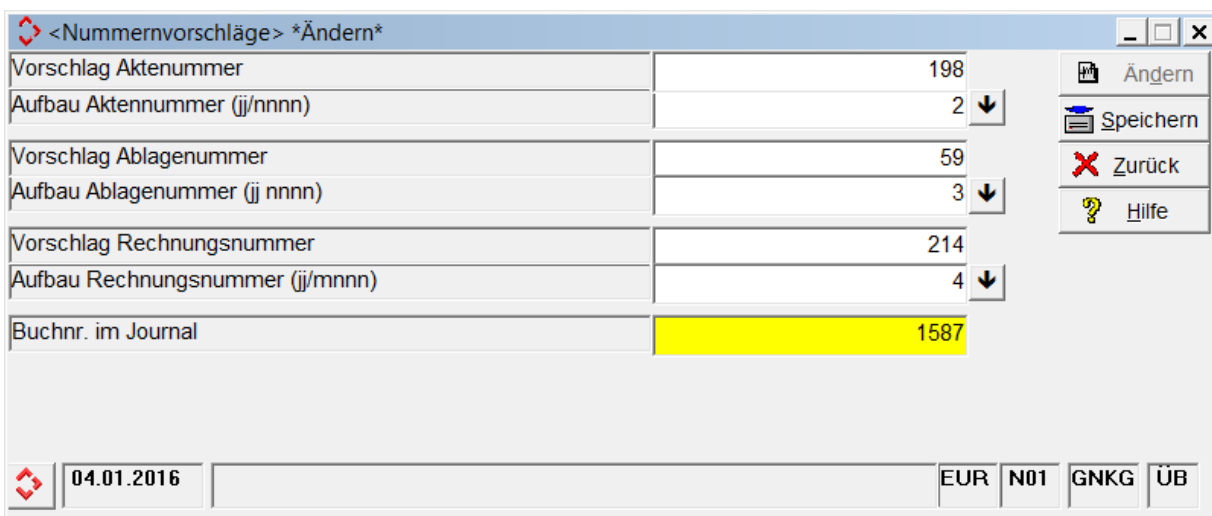 <Nummernvorschläge> *Ändern*
Vorschlag Aktenummer 198 Ändern
Aufbau Aktennummer (jj/nnnn) 2 Speichern
Vorschlag Ablagenummer 59 Zurück
Aufbau Ablagenummer (jj nnnn) 3 Hilfe
Vorschlag Rechnungsnummer 214
Aufbau Rechnungsnummer (jj/mnnn) 4
Buchnr. im Journal 1587
04.01.2016 EUR N01 GNKG ÜB